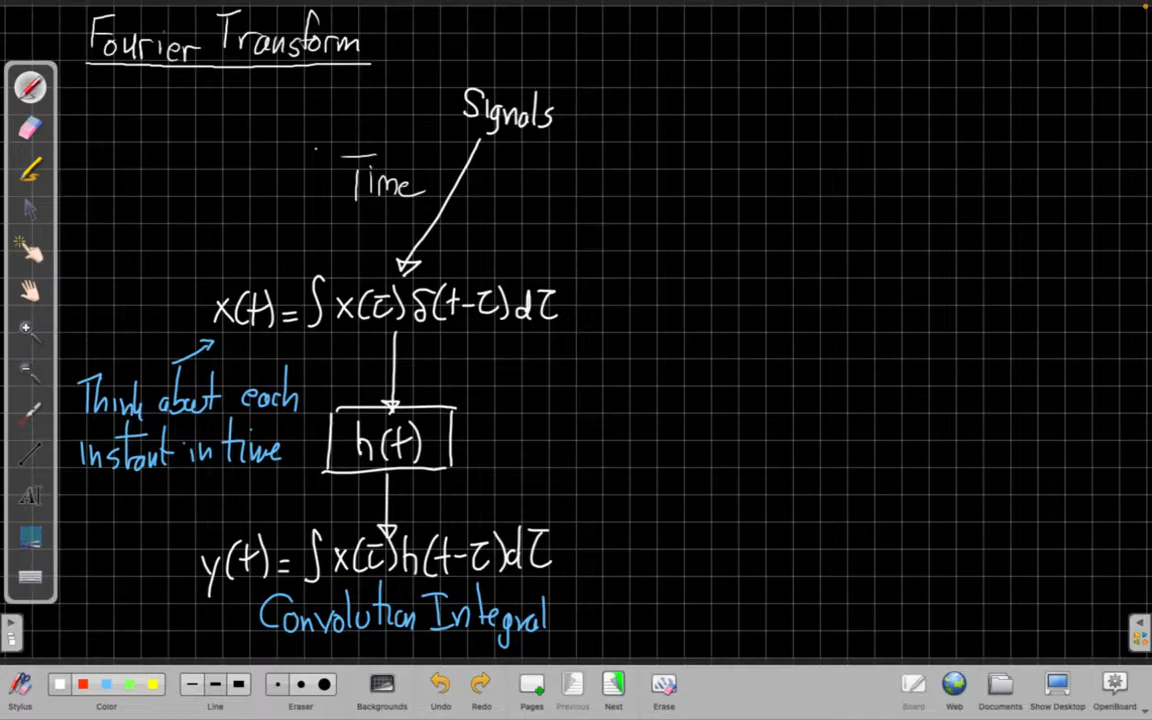 Fourier Transform
Signals
Time
x(t) = ∫ x(τ) δ(t-τ) dτ
Think about each
instant in time
h(t)
y(t) = ∫ x(τ) h(t-τ) dτ
Convolution Integral
AI
Stylus
Color
Line
Eraser
Backgrounds
Undo
Redo
Pages
Previous
Next
Erase
Board
Web
Documents
Show Desktop
OpenBoard